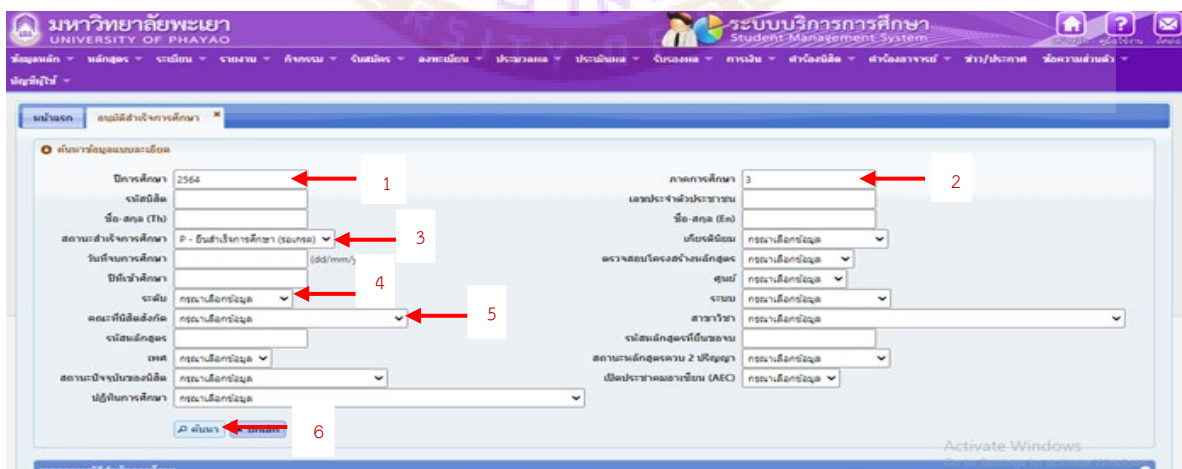 มหาวิทยาลัยพะเยา
UNIVERSITY OF PHAYAO
ระบบบริการการศึกษา
Student Management System
ข้อมูลหลัก หลักสูตร ระเบียน รายงาน กิจกรรม รับสมัคร ลงทะเบียน ประมวลผล ประเมินผล รับรองผล การเงิน คำร้องนิสิต คำร้องอาจารย์ ข่าว/ประกาศ ข้อความส่วนตัว
บัญชีผู้ใช้
หน้าแรก อนุมัติสำเร็จการศึกษา
ค้นหาข้อมูลแบบละเอียด
ปีการศึกษา 2564 1 ภาคการศึกษา 3 2
รหัสนิสิต เลขประจำตัวประชาชน
ชื่อ-สกุล (Th) ชื่อ-สกุล (En)
สถานะสำเร็จการศึกษา P - ยื่นสำเร็จการศึกษา (รอเกรด) 3 เกียรตินิยม กรุณาเลือกข้อมูล
วันที่จบการศึกษา (dd/mm/y ตรวจสอบโครงสร้างหลักสูตร กรุณาเลือกข้อมูล
ปีที่เข้าศึกษา 4 ศูนย์ กรุณาเลือกข้อมูล
ระดับ กรุณาเลือกข้อมูล ระบบ กรุณาเลือกข้อมูล
คณะที่นิสิตสังกัด กรุณาเลือกข้อมูล 5 สาขาวิชา กรุณาเลือกข้อมูล
รหัสหลักสูตร รหัสหลักสูตรที่ยื่นขอจบ
เพศ กรุณาเลือกข้อมูล สถานะหลักสูตรควบ 2 ปริญญา กรุณาเลือกข้อมูล
สถานะปัจจุบันของนิสิต กรุณาเลือกข้อมูล เปิดประชาคมอาเซียน (AEC) กรุณาเลือกข้อมูล
ปฏิทินการศึกษา กรุณาเลือกข้อมูล
ค้นหา 6
Activate Windows